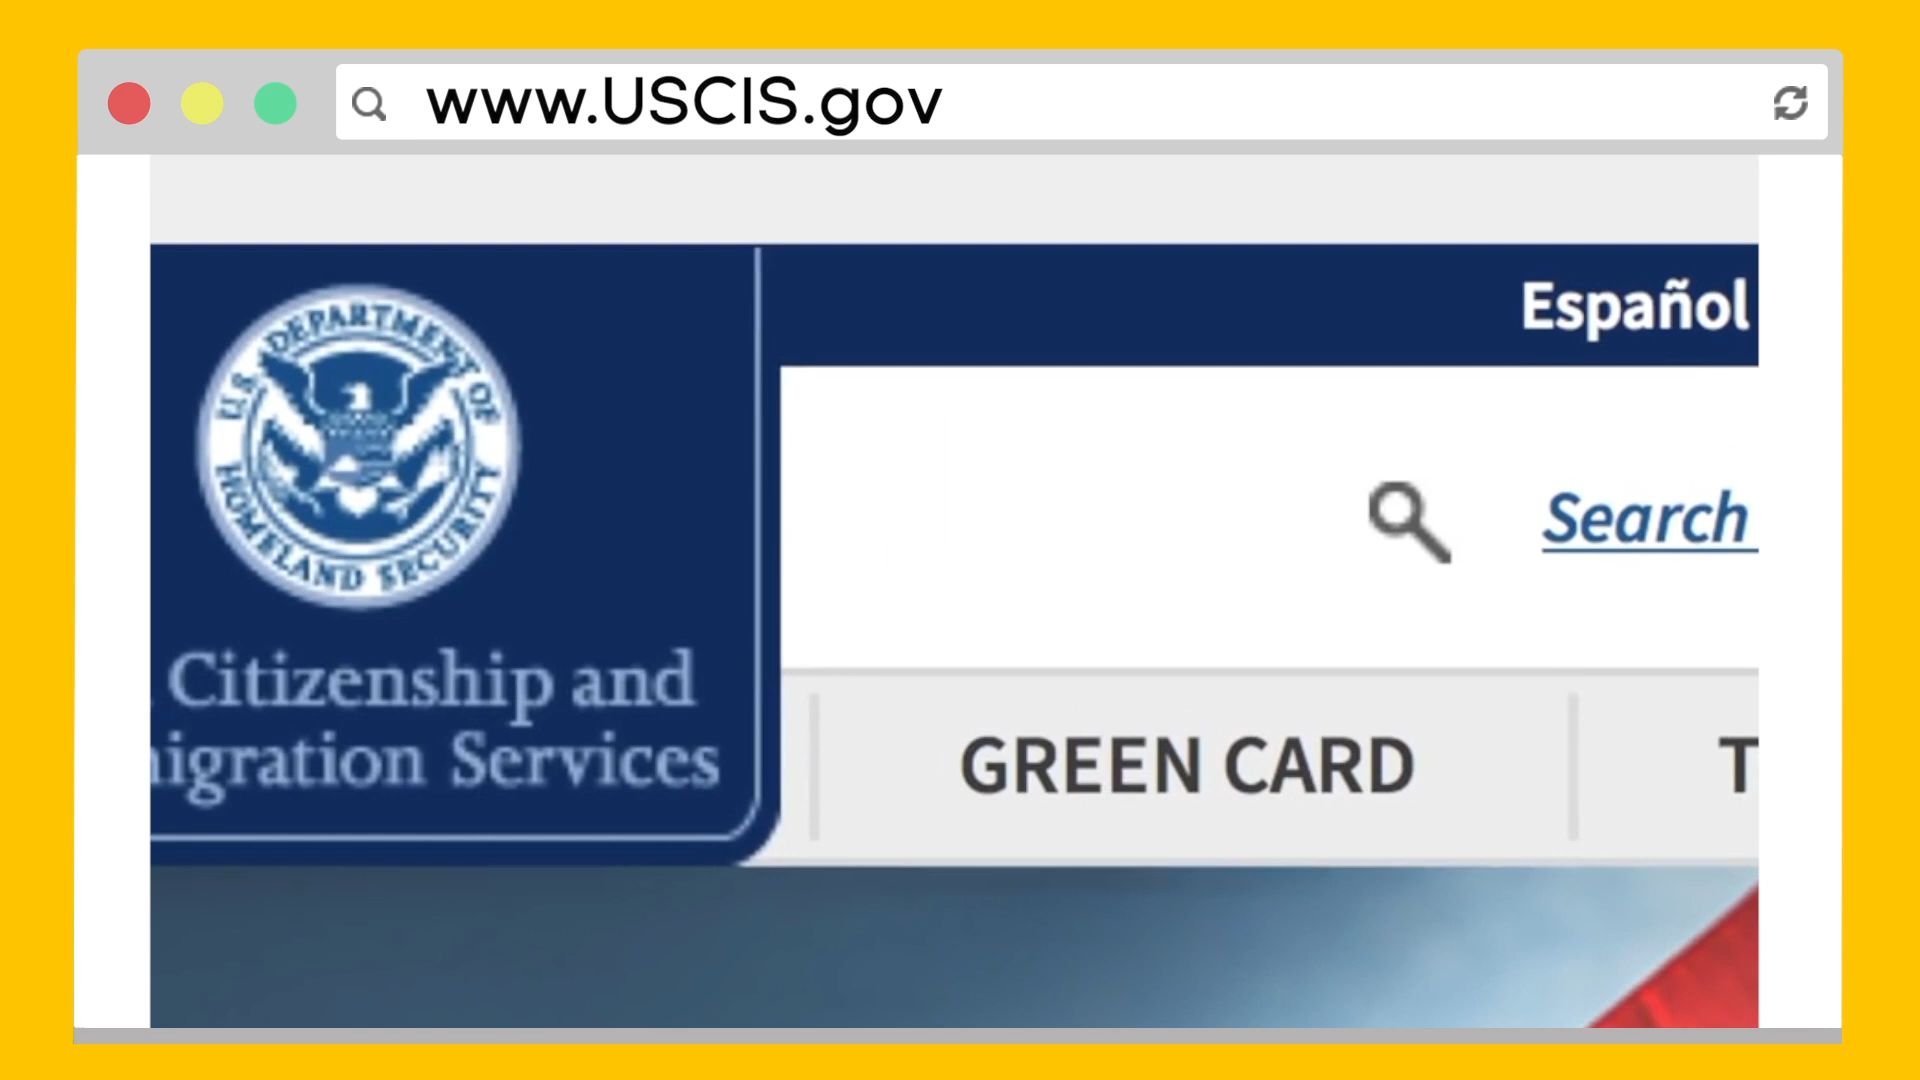 www.USCIS.gov
Español
U.S. DEPARTMENT OF
HOMELAND SECURITY
Search
Citizenship and
igration Services
GREEN CARD
T